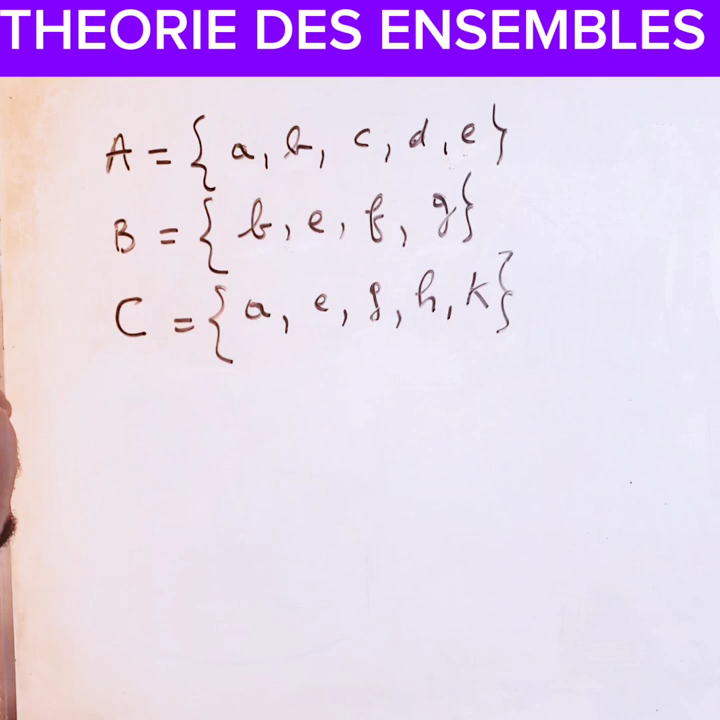 THEORIE DES ENSEMBLES
A = { a, b, c, d, e }
B = { b, e, f, g }
C = { a, e, g, h, k }